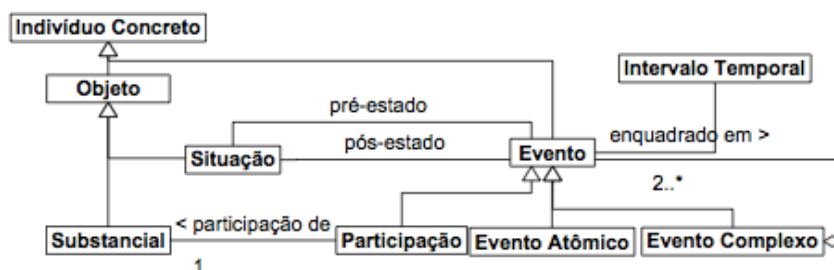 Indivíduo Concreto
Objeto
Intervalo Temporal
pré-estado
pós-estado
enquadrado em >
Situação
Evento
2..*
< participação de
Substancial
Participação
Evento Atômico
Evento Complexo
1